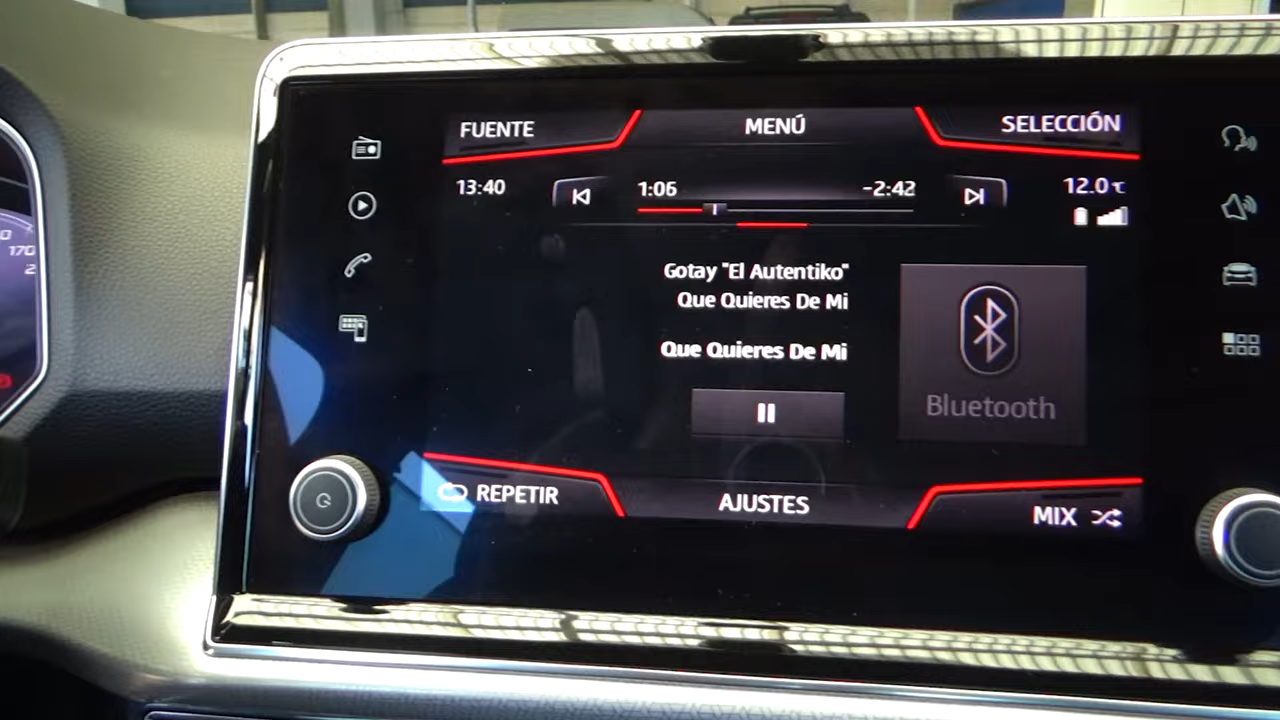 FUENTE
MENÚ
SELECCIÓN
13:40
1:06
-2:42
12.0 ℃
Gotay "El Autentiko"
Que Quieres De Mi
Que Quieres De Mi
Bluetooth
REPETIR
AJUSTES
MIX
170